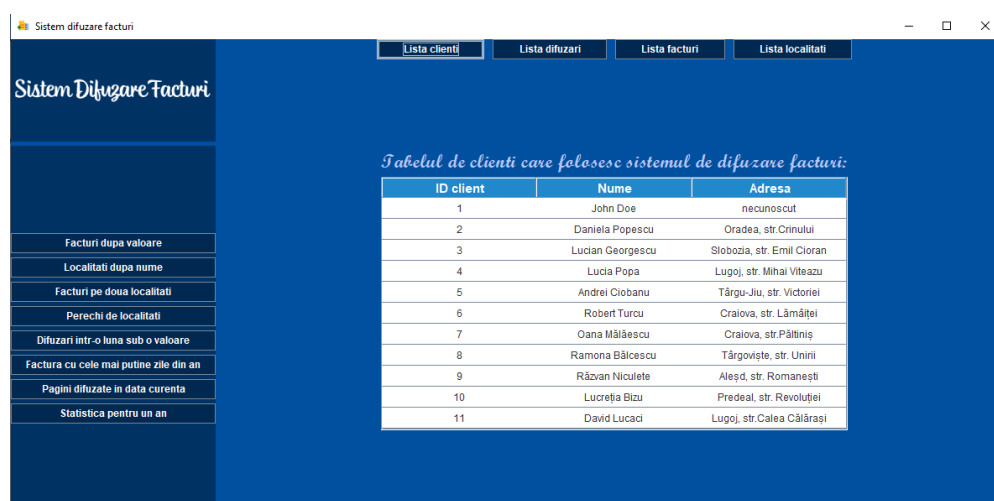 Sistem difuzare facturi
Lista clienti Lista difuzari Lista facturi Lista localitati
Sistem Difuzare Facturi
Tabelul de clienti care folosesc sistemul de difuzare facturi:
ID client Nume Adresa
1 John Doe necunoscut
2 Daniela Popescu Oradea, str.Crinului
3 Lucian Georgescu Slobozia, str. Emil Cioran
4 Lucia Popa Lugoj, str. Mihai Viteazu
5 Andrei Ciobanu Târgu-Jiu, str. Victoriei
6 Robert Turcu Craiova, str. Lămâiței
7 Oana Mălăescu Craiova, str.Păltiniș
8 Ramona Bălcescu Târgoviște, str. Unirii
9 Răzvan Niculete Aleșd, str. Romanești
10 Lucreția Bizu Predeal, str. Revoluției
11 David Lucaci Lugoj, str.Calea Călărași
Facturi dupa valoare
Localitati dupa nume
Facturi pe doua localitati
Perechi de localitati
Difuzari intr-o luna sub o valoare
Factura cu cele mai putine zile din an
Pagini difuzate in data curenta
Statistica pentru un an